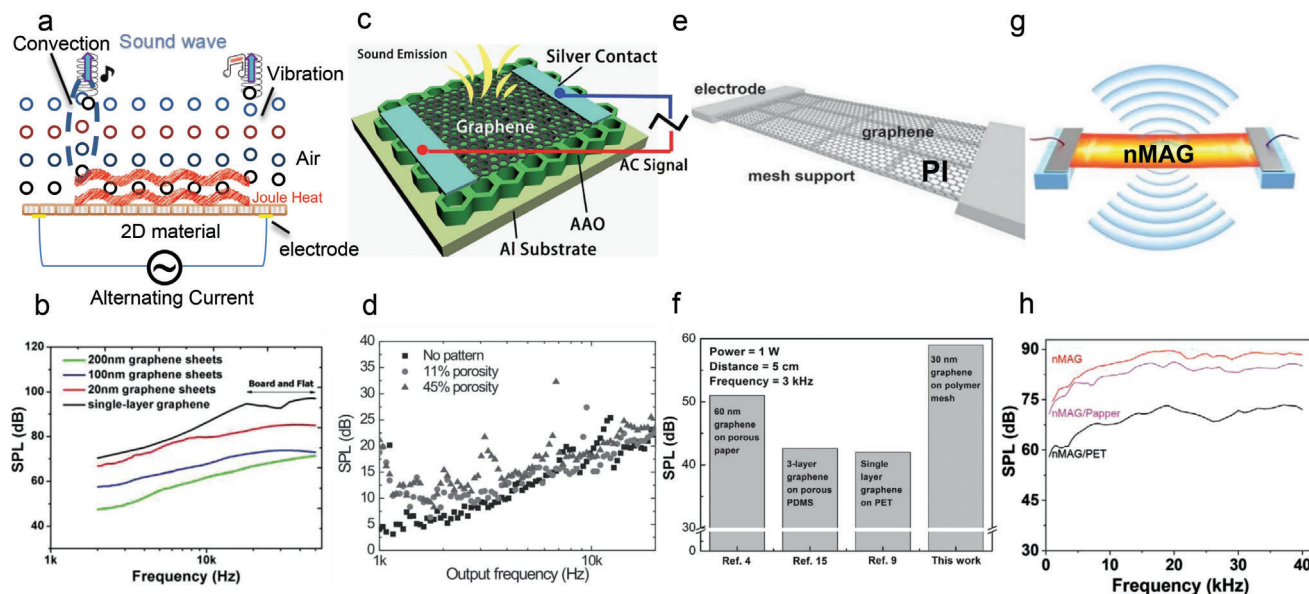 a
Convection
Sound wave
Vibration
Air
Joule Heat
2D material
electrode
Alternating Current
b
SPL (dB)
120
100
80
60
40
200nm graphene sheets
100nm graphene sheets
20nm graphene sheets
single-layer graphene
Board and Flat
1k
10k
Frequency (Hz)
c
Sound Emission
Silver Contact
Graphene
AC Signal
AAO
Al Substrate
d
SPL (dB)
40
35
30
25
20
15
10
5
0
No pattern
11% porosity
45% porosity
1k
10k
Output frequency (Hz)
e
electrode
graphene
mesh support
PI
f
SPL (dB)
60
50
40
30
0
Power = 1 W
Distance = 5 cm
Frequency = 3 kHz
60 nm
graphene
on porous
paper
3-layer
graphene
on porous
PDMS
Single
layer
graphene
on PET
30 nm
graphene
on polymer
mesh
Ref. 4
Ref. 15
Ref. 9
This work
g
nMAG
h
SPL (dB)
90
75
60
45
30
nMAG
nMAG/Papper
nMAG/PET
0
10
20
30
40
Frequency (kHz)